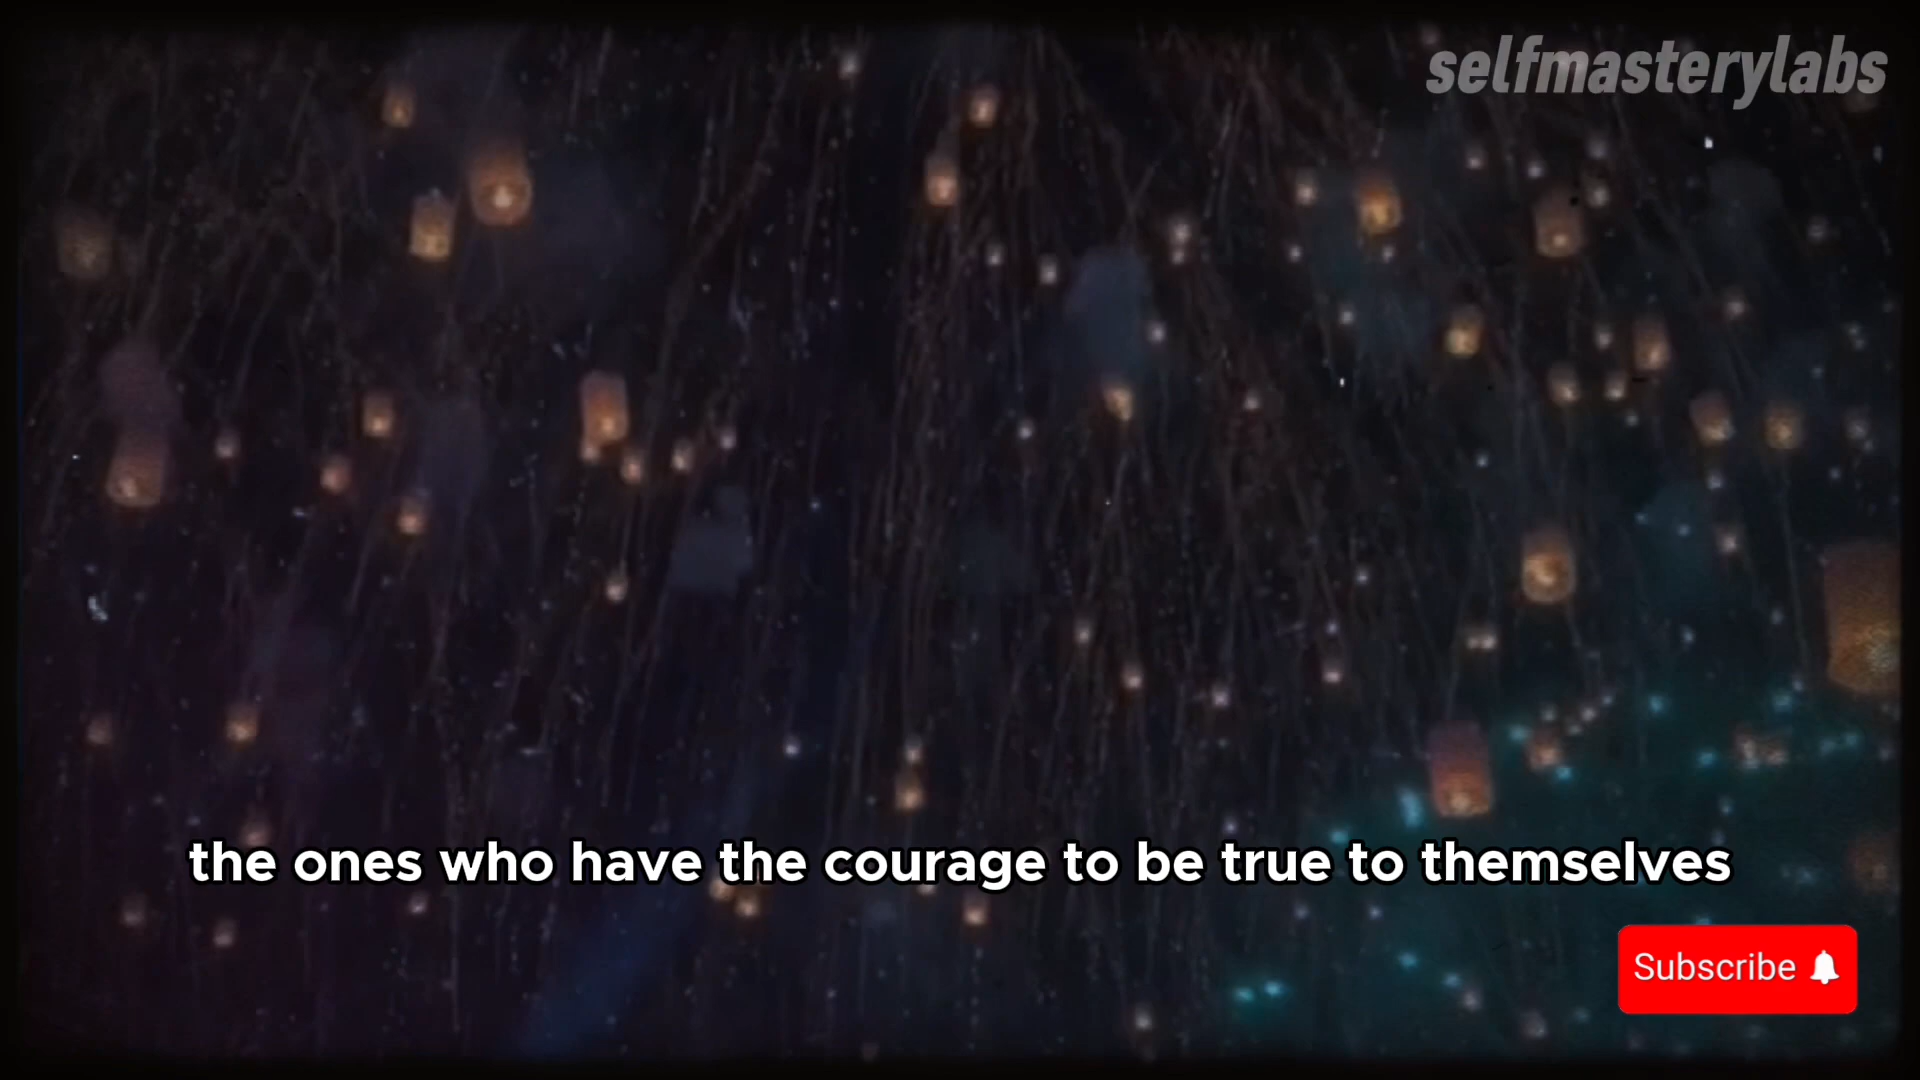 selfmasterylabs
the ones who have the courage to be true to themselves
Subscribe